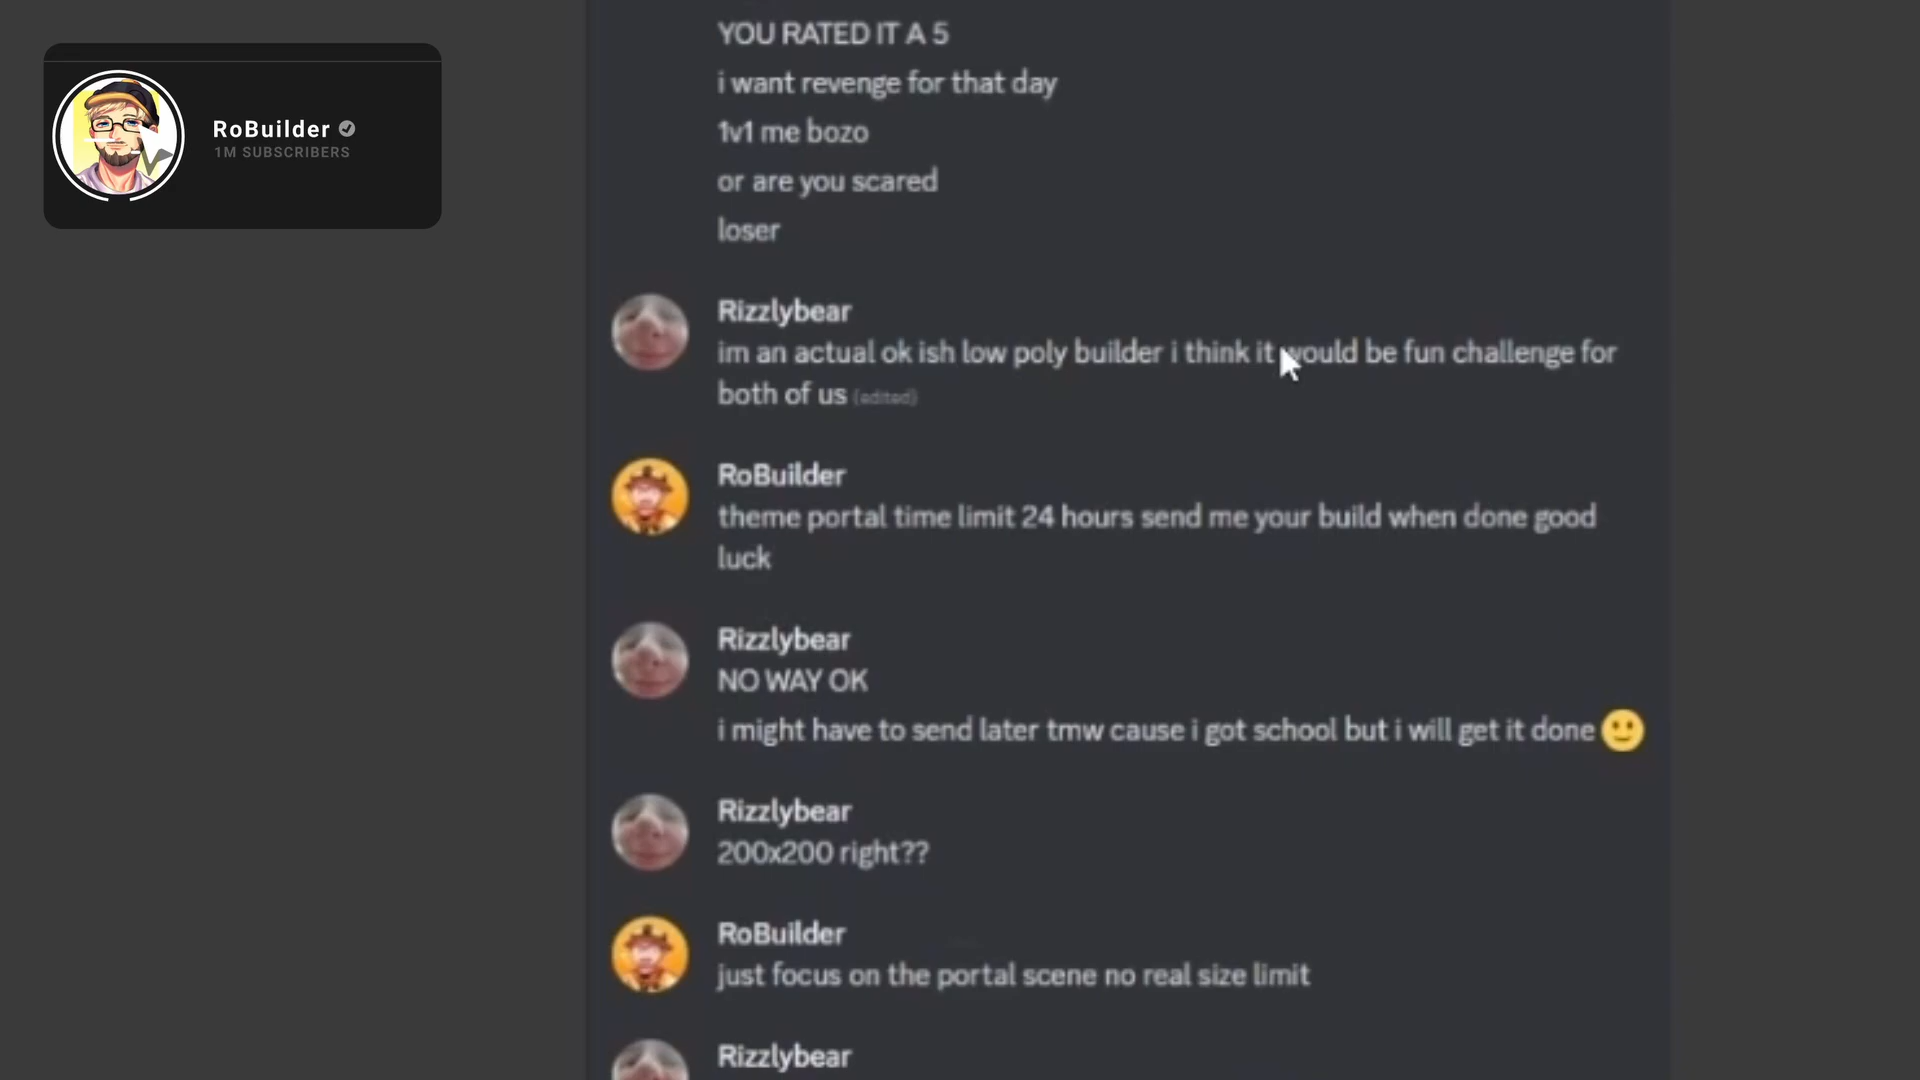 RoBuilder
1M SUBSCRIBERS
YOU RATED IT A 5
i want revenge for that day
1v1 me bozo
or are you scared
loser
Rizzlybear
im an actual ok ish low poly builder i think it would be fun challenge for
both of us (edited)
RoBuilder
theme portal time limit 24 hours send me your build when done good
luck
Rizzlybear
NO WAY OK
i might have to send later tmw cause i got school but i will get it done
Rizzlybear
200x200 right??
RoBuilder
just focus on the portal scene no real size limit
Rizzlybear